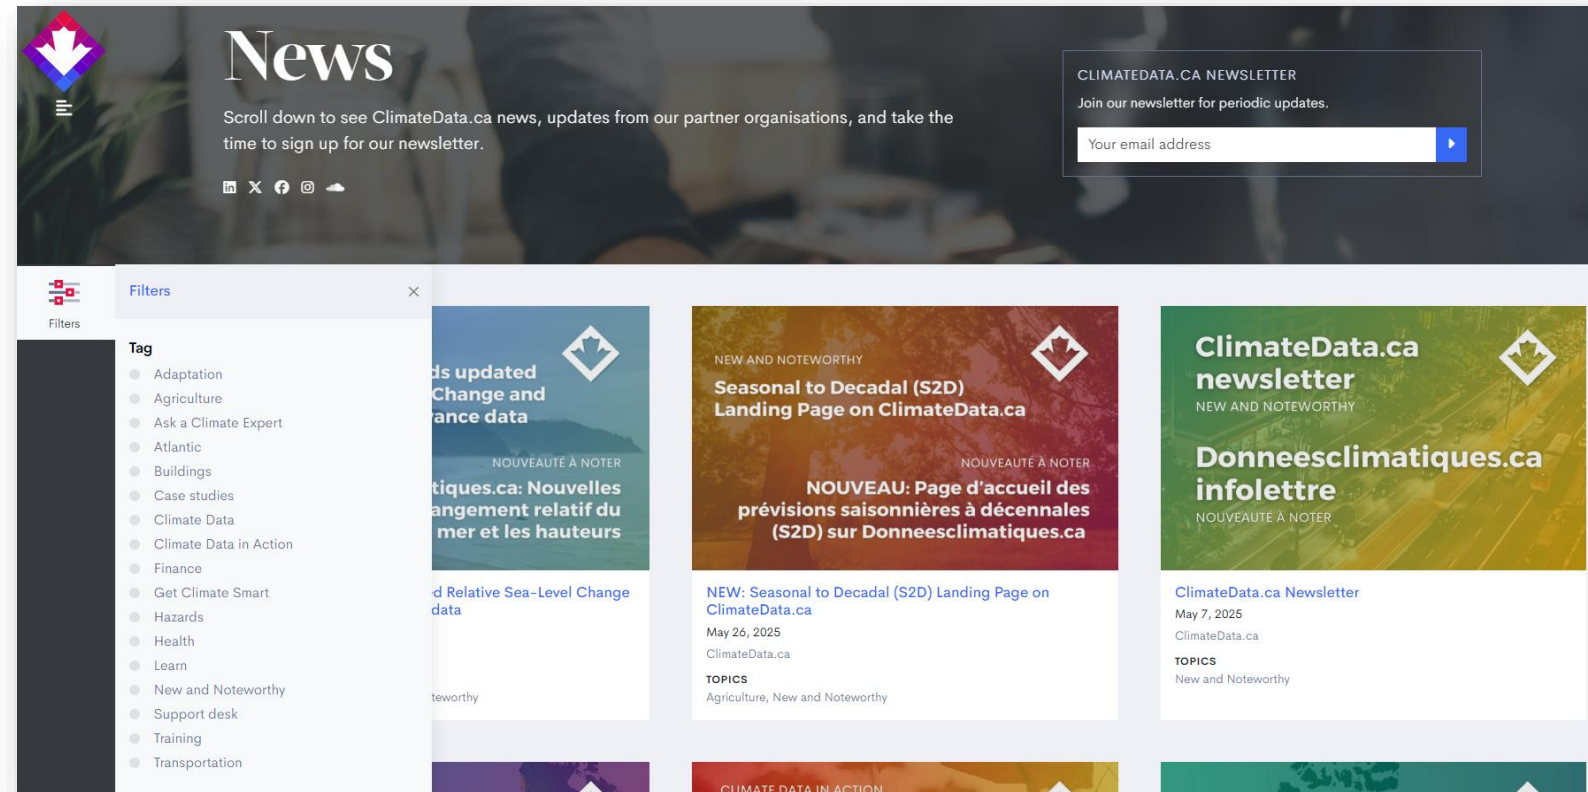 News
Scroll down to see ClimateData.ca news, updates from our partner organisations, and take the
time to sign up for our newsletter.
CLIMATEDATA.CA NEWSLETTER
Join our newsletter for periodic updates.
Your email address
Filters
Filters
Tag
Adaptation
Agriculture
Ask a Climate Expert
Atlantic
Buildings
Case studies
Climate Data
Climate Data in Action
Finance
Get Climate Smart
Hazards
Health
Learn
New and Noteworthy
Support desk
Training
Transportation
updated
Change and
data
NOUVEAUTÉ À NOTER
Nouvelles
relatif du
mer et les hauteurs
Relative Sea-Level Change
data
NEW AND NOTEWORTHY
Seasonal to Decadal (S2D)
Landing Page on ClimateData.ca
NOUVEAUTÉ À NOTER
NOUVEAU: Page d'accueil des
prévisions saisonnières à décennales
(S2D) sur Donneesclimatiques.ca
NEW: Seasonal to Decadal (S2D) Landing Page on
ClimateData.ca
May 26, 2025
ClimateData.ca
TOPICS
Agriculture, New and Noteworthy
ClimateData.ca
newsletter
NEW AND NOTEWORTHY
Donneesclimatiques.ca
infolettre
NOUVEAUTÉ À NOTER
ClimateData.ca Newsletter
May 7, 2025
ClimateData.ca
TOPICS
New and Noteworthy
CLIMATE DATA IN ACTION